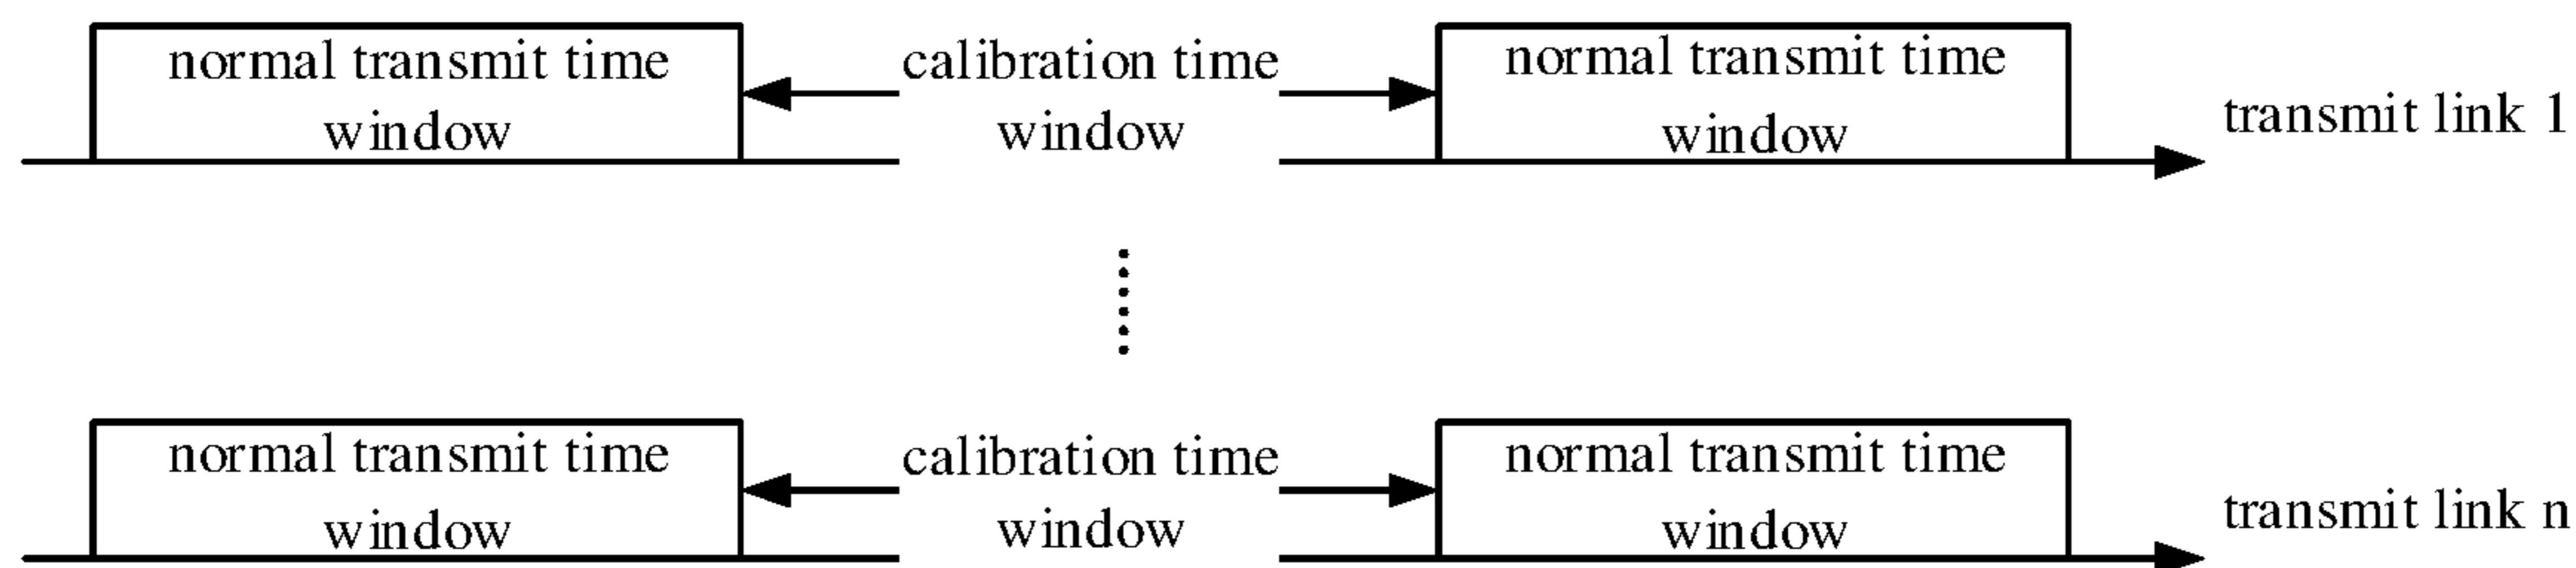 normal transmit time
window
calibration time
window
normal transmit time
window
transmit link 1
normal transmit time
window
calibration time
window
normal transmit time
window
transmit link n